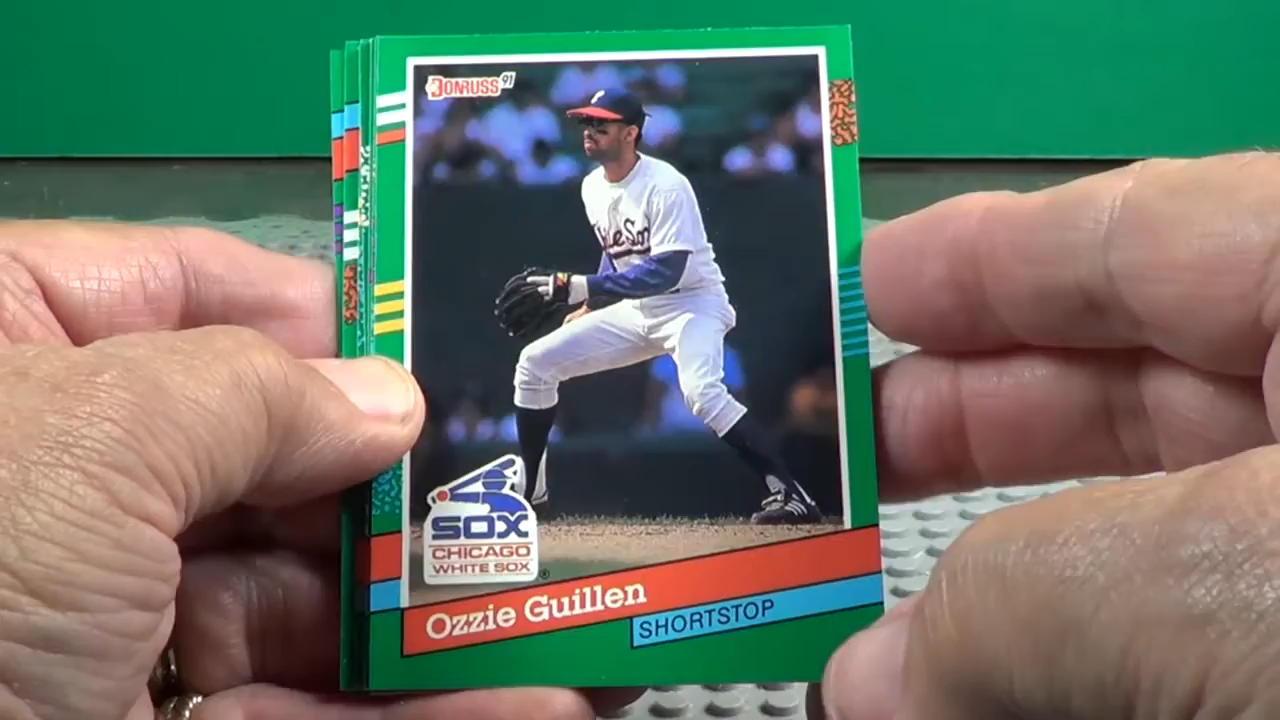 DONRUSS 91
SOX
CHICAGO
WHITE SOX
Ozzie Guillen
SHORTSTOP